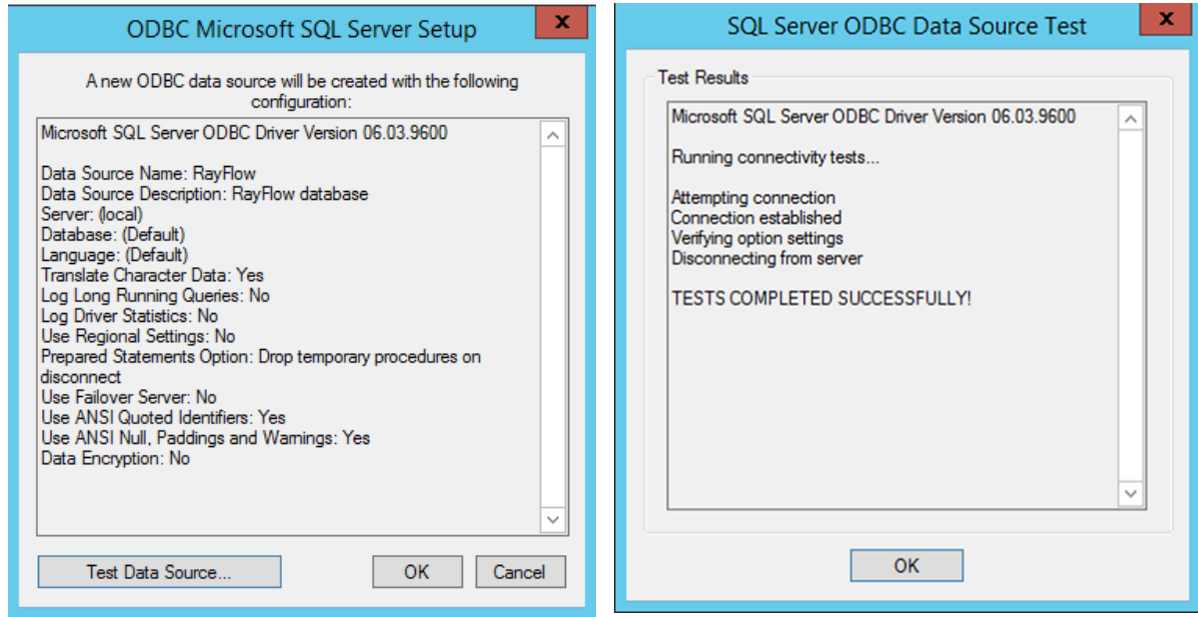 ODBC Microsoft SQL Server Setup
x
A new ODBC data source will be created with the following
configuration:
Microsoft SQL Server ODBC Driver Version 06.03.9600
Data Source Name: RayFlow
Data Source Description: RayFlow database
Server: (local)
Database: (Default)
Language: (Default)
Translate Character Data: Yes
Log Long Running Queries: No
Log Driver Statistics: No
Use Regional Settings: No
Prepared Statements Option: Drop temporary procedures on
disconnect
Use Failover Server: No
Use ANSI Quoted Identifiers: Yes
Use ANSI Null, Paddings and Warnings: Yes
Data Encryption: No
Test Data Source...
OK
Cancel
SQL Server ODBC Data Source Test
x
Test Results
Microsoft SQL Server ODBC Driver Version 06.03.9600
Running connectivity tests...
Attempting connection
Connection established
Verifying option settings
Disconnecting from server
TESTS COMPLETED SUCCESSFULLY!
OK